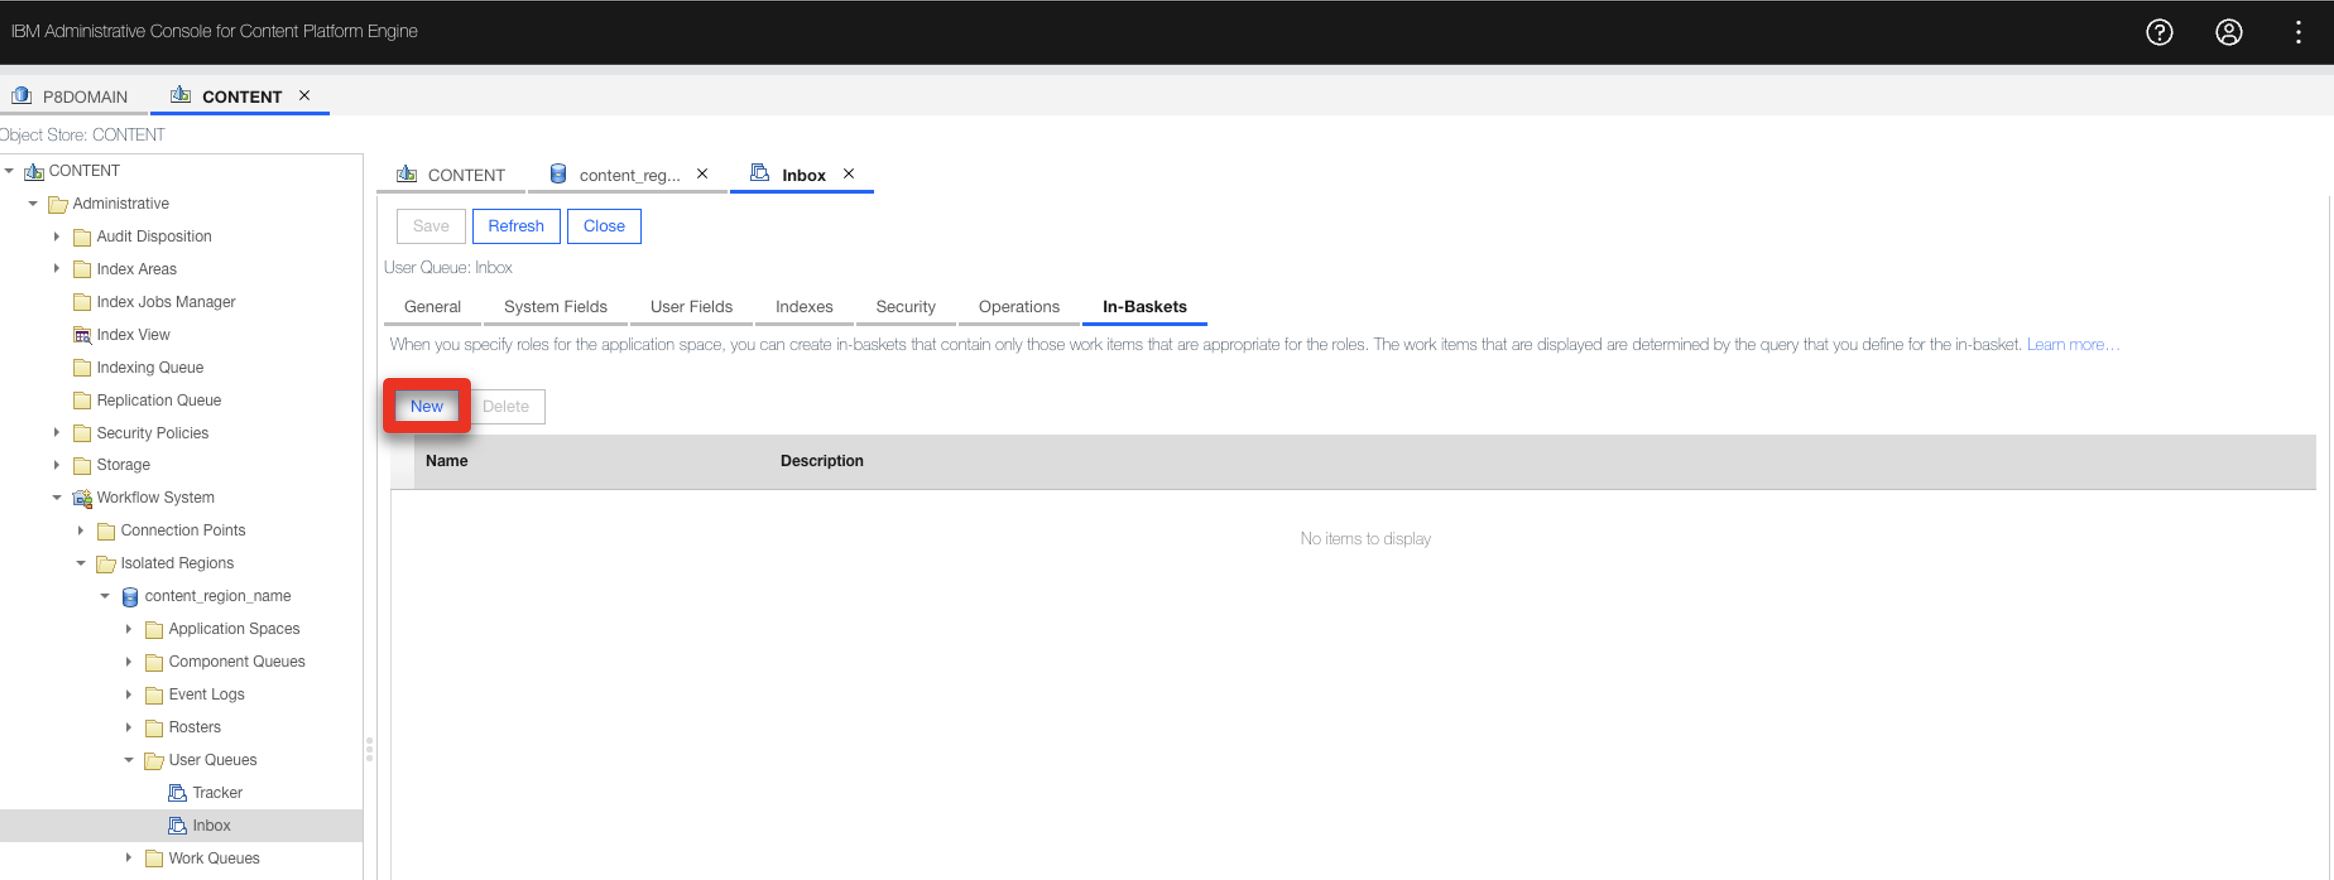 IBM Administrative Console for Content Platform Engine
P8DOMAIN
CONTENT
Object Store: CONTENT
CONTENT
Administrative
Audit Disposition
Index Areas
Index Jobs Manager
Index View
Indexing Queue
Replication Queue
Security Policies
Storage
Workflow System
Connection Points
Isolated Regions
content_region_name
Application Spaces
Component Queues
Event Logs
Rosters
User Queues
Tracker
Inbox
Work Queues
CONTENT
content_reg...
Inbox
Save Refresh Close
User Queue: Inbox
General System Fields User Fields Indexes Security Operations In-Baskets
When you specify roles for the application space, you can create in-baskets that contain only those work items that are appropriate for the roles. The work items that are displayed are determined by the query that you define for the in-basket. Learn more...
New Delete
Name Description
No items to display